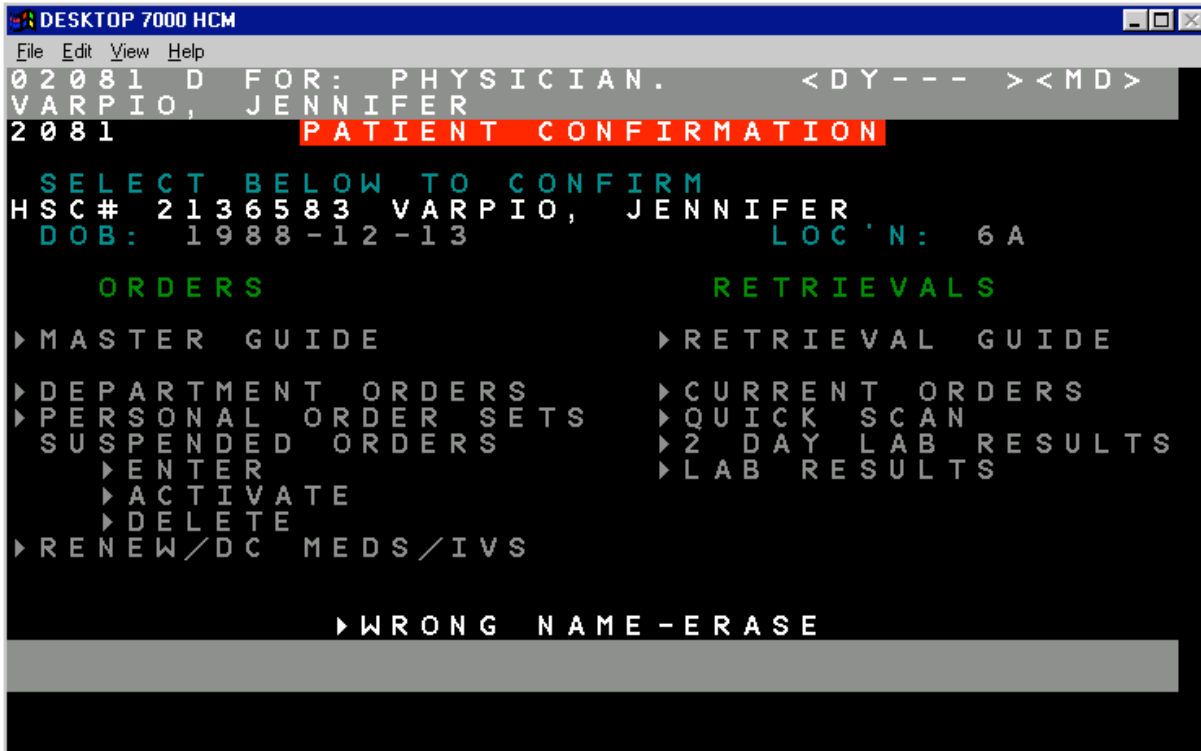 DESKTOP 7000 HCM
File Edit View Help
02081 D FOR: PHYSICIAN. <DY--- ><MD>
VARPIO, JENNIFER
2081 PATIENT CONFIRMATION
SELECT BELOW TO CONFIRM
HSC# 2136583 VARPIO, JENNIFER
DOB: 1988-12-13 LOC'N: 6A
ORDERS RETRIEVALS
MASTER GUIDE RETRIEVAL GUIDE
DEPARTMENT ORDERS CURRENT ORDERS
PERSONAL ORDER SETS QUICK SCAN
SUSPENDED ORDERS 2 DAY LAB RESULTS
ENTER LAB RESULTS
ACTIVATE
DELETE
RENEW/DC MEDS/IVS
WRONG NAME-ERASE